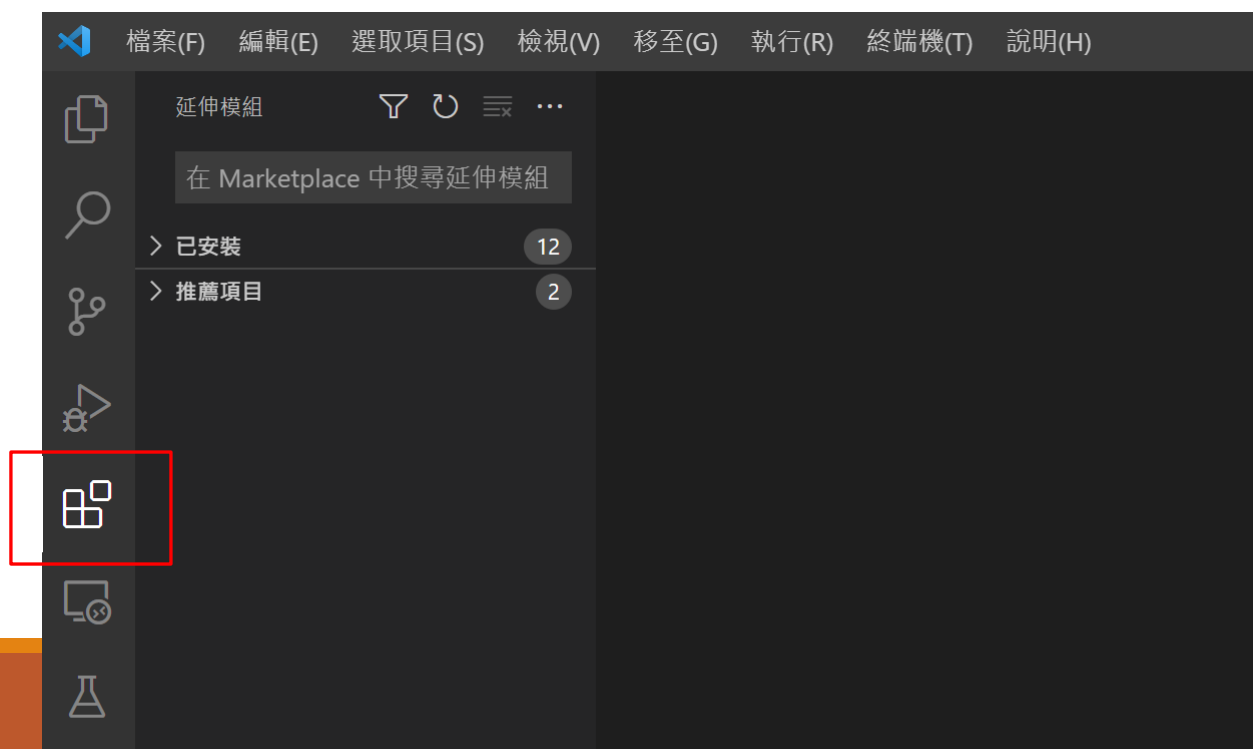 檔案(F) 編輯(E) 選取項目(S) 檢視(V) 移至(G) 執行(R) 終端機(T) 說明(H)
延伸模組
在 Marketplace 中搜尋延伸模組
已安裝 12
推薦項目 2